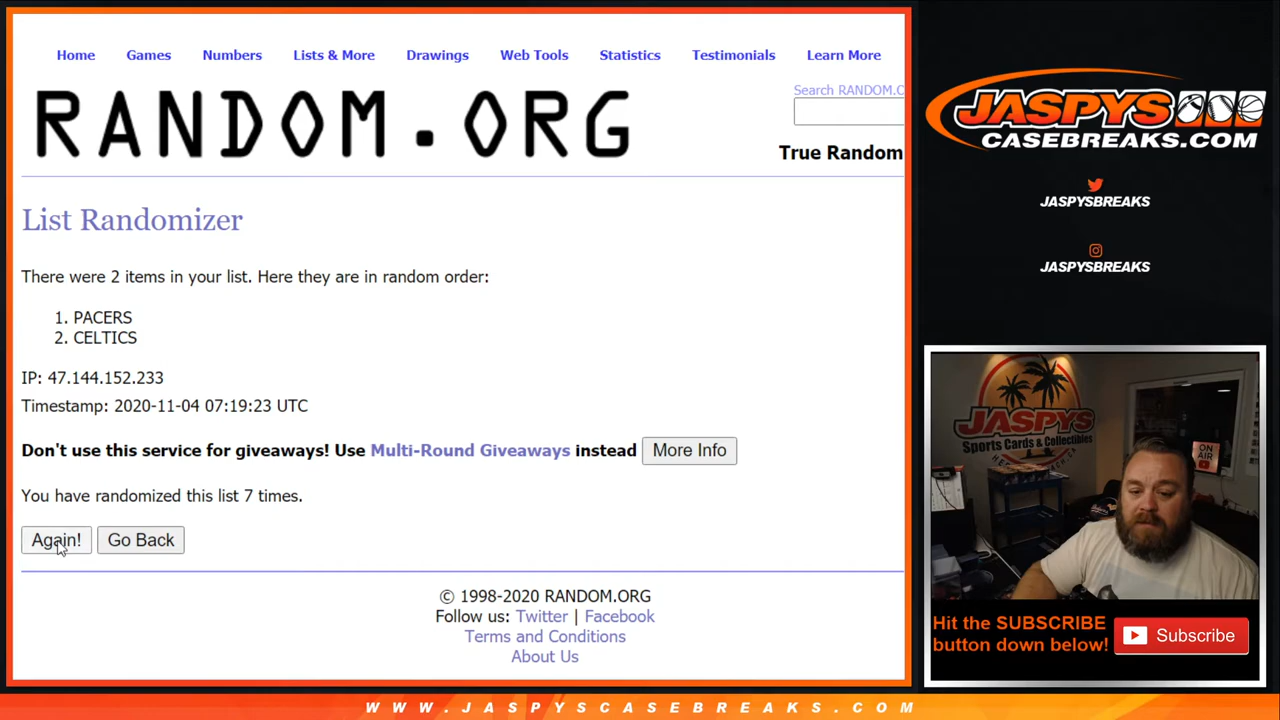 Home Games Numbers Lists & More Drawings Web Tools Statistics Testimonials Learn More
RANDOM.ORG
Search RANDOM.O
True Random
List Randomizer
There were 2 items in your list. Here they are in random order:
1. PACERS
2. CELTICS
IP: 47.144.152.233
Timestamp: 2020-11-04 07:19:23 UTC
Don't use this service for giveaways! Use Multi-Round Giveaways instead More Info
You have randomized this list 7 times.
Again! Go Back
© 1998-2020 RANDOM.ORG
Follow us: Twitter | Facebook
Terms and Conditions
About Us
JASPYS
CASEBREAKS.COM
JASPYSBREAKS
JASPYSBREAKS
JASPYS
Sports Cards & Collectibles
ON
AIR
Hit the SUBSCRIBE
button down below!
Subscribe
WWW.JASPYSCASEBREAKS.COM